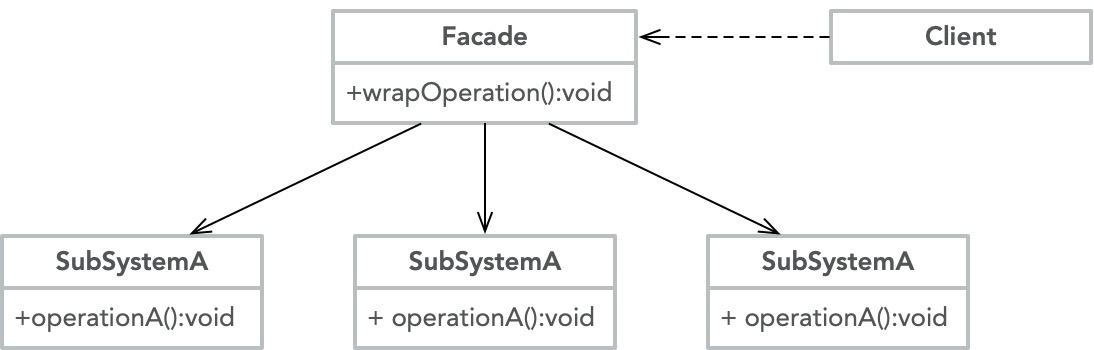 Facade
Client
+wrapOperation():void
SubSystemA
SubSystemA
SubSystemA
+operationA():void
+ operationA():void
+ operationA():void